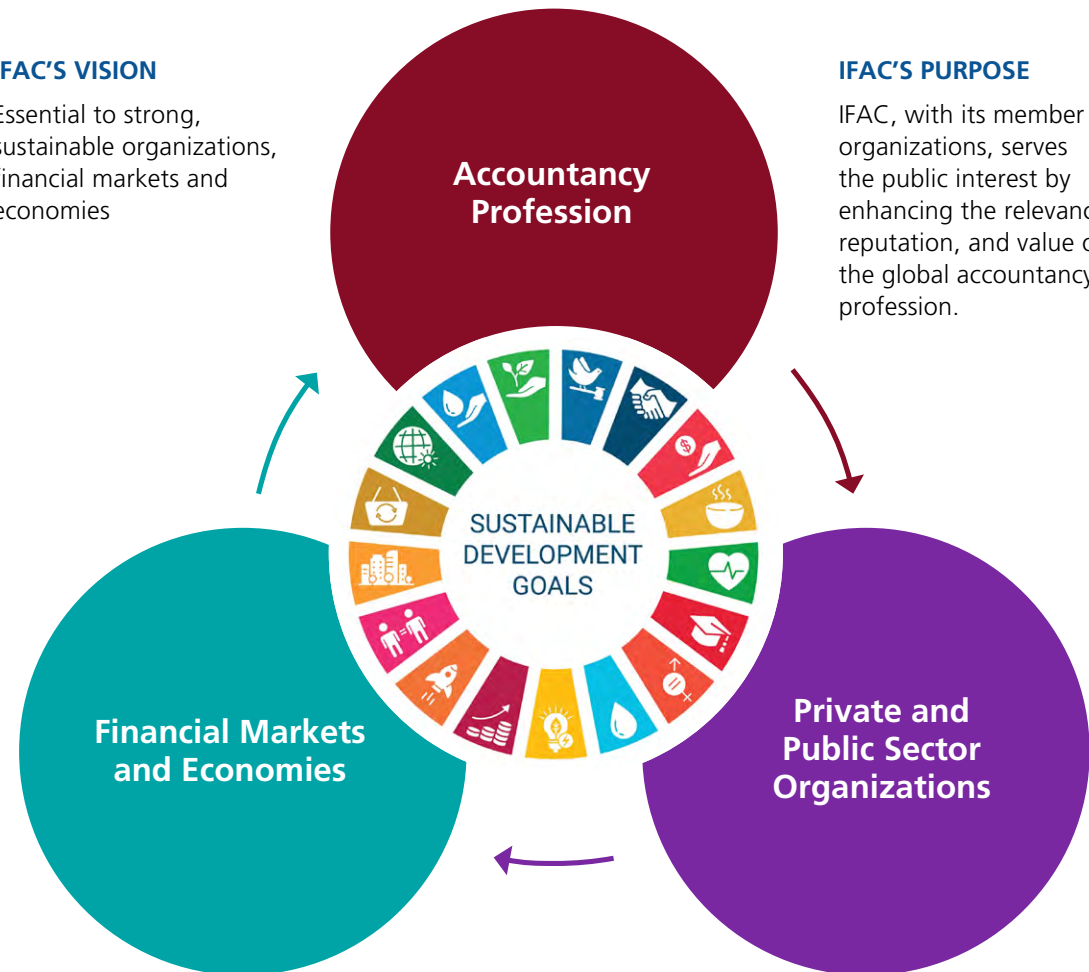 IFAC'S VISION
Essential to strong,
sustainable organizations,
financial markets and
economies
IFAC'S PURPOSE
IFAC, with its member
organizations, serves
the public interest by
enhancing the
reputation, and value
the global accountancy
profession.
Accountancy
Profession
SUSTAINABLE
DEVELOPMENT
GOALS
Financial Markets
and Economies
Private and
Public Sector
Organizations